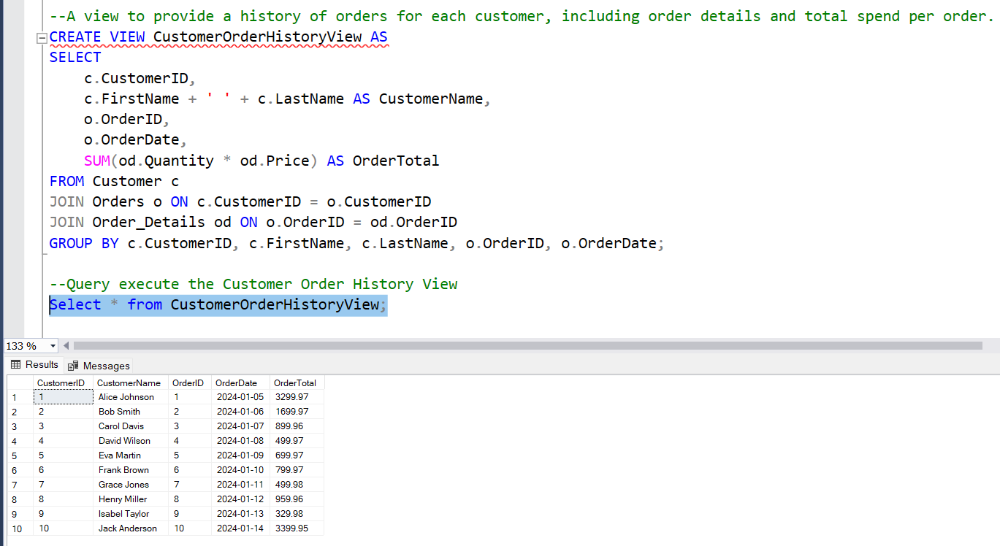 --A view to provide a history of orders for each customer, including order details and total spend per order.
CREATE VIEW CustomerOrderHistoryView AS
SELECT
c.CustomerID,
c.FirstName + ' ' + c.LastName AS CustomerName,
o.OrderID,
o.OrderDate,
SUM(od.Quantity * od.Price) AS OrderTotal
FROM Customer c
JOIN Orders o ON c.CustomerID = o.CustomerID
JOIN Order_Details od ON o.OrderID = od.OrderID
GROUP BY c.CustomerID, c.FirstName, c.LastName, o.OrderID, o.OrderDate;
--Query execute the Customer Order History View
Select * from CustomerOrderHistoryView;
133 %
Results Messages
CustomerID CustomerName OrderID OrderDate OrderTotal
1 1 Alice Johnson 1 2024-01-05 3299.97
2 2 Bob Smith 2 2024-01-06 1699.97
3 3 Carol Davis 3 2024-01-07 899.96
4 4 David Wilson 4 2024-01-08 499.97
5 5 Eva Martin 5 2024-01-09 699.97
6 6 Frank Brown 6 2024-01-10 799.97
7 7 Grace Jones 7 2024-01-11 499.98
8 8 Henry Miller 8 2024-01-12 959.96
9 9 Isabel Taylor 9 2024-01-13 329.98
10 10 Jack Anderson 10 2024-01-14 3399.95